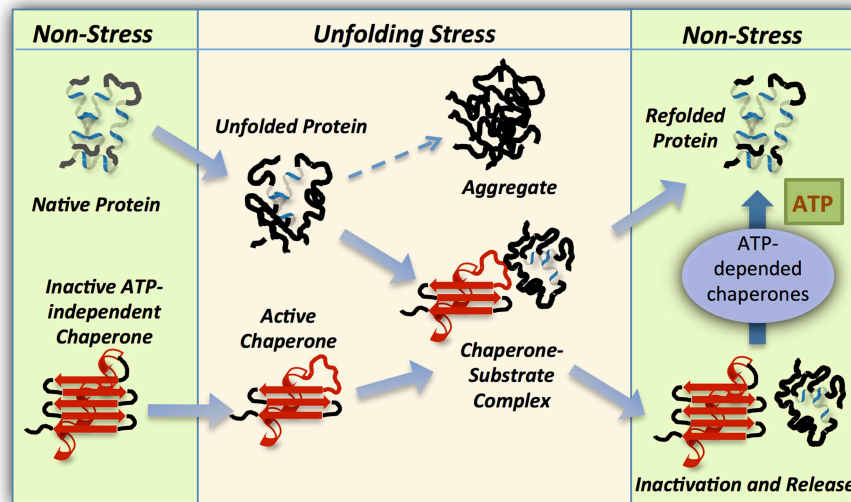 Non-Stress
Unfolding Stress
Non-Stress
Unfolded Protein
Refolded
Protein
Native Protein
Aggregate
ATP
ATP-
depended
chaperones
Inactive ATP-
independent
Chaperone
Active
Chaperone
Chaperone-
Substrate
Complex
Inactivation and Release